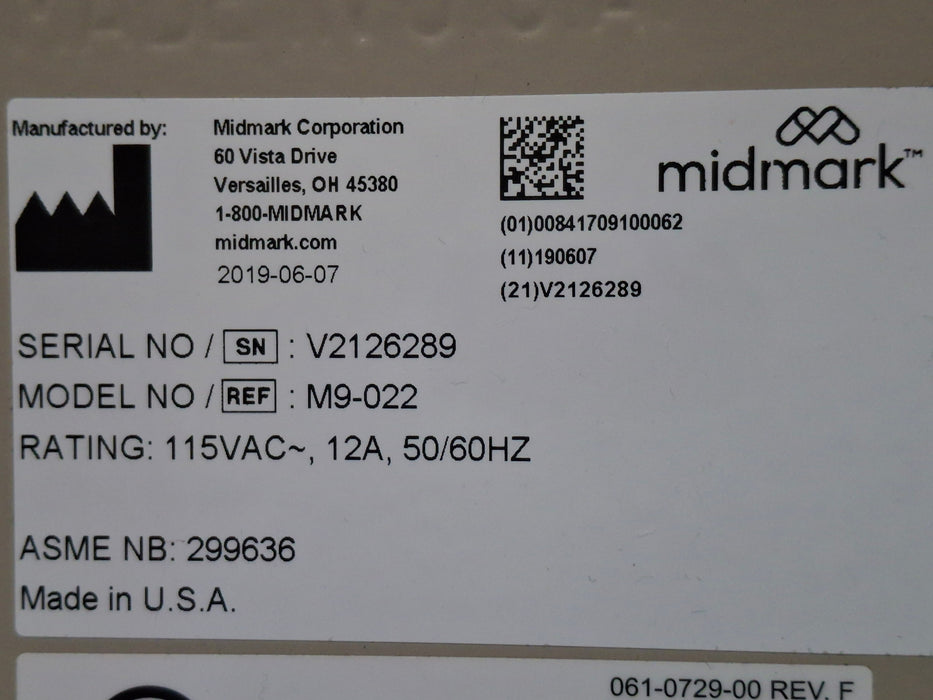 Manufactured by:
Midmark Corporation
60 Vista Drive
Versailles, OH 45380
1-800-MIDMARK
midmark.com
2019-06-07
(01)00841709100062
(11)190607
(21)V2126289
midmark™
SERIAL NO / SN : V2126289
MODEL NO / REF : M9-022
RATING: 115VAC~, 12A, 50/60HZ
ASME NB: 299636
Made in U.S.A.
061-0729-00 REV. F